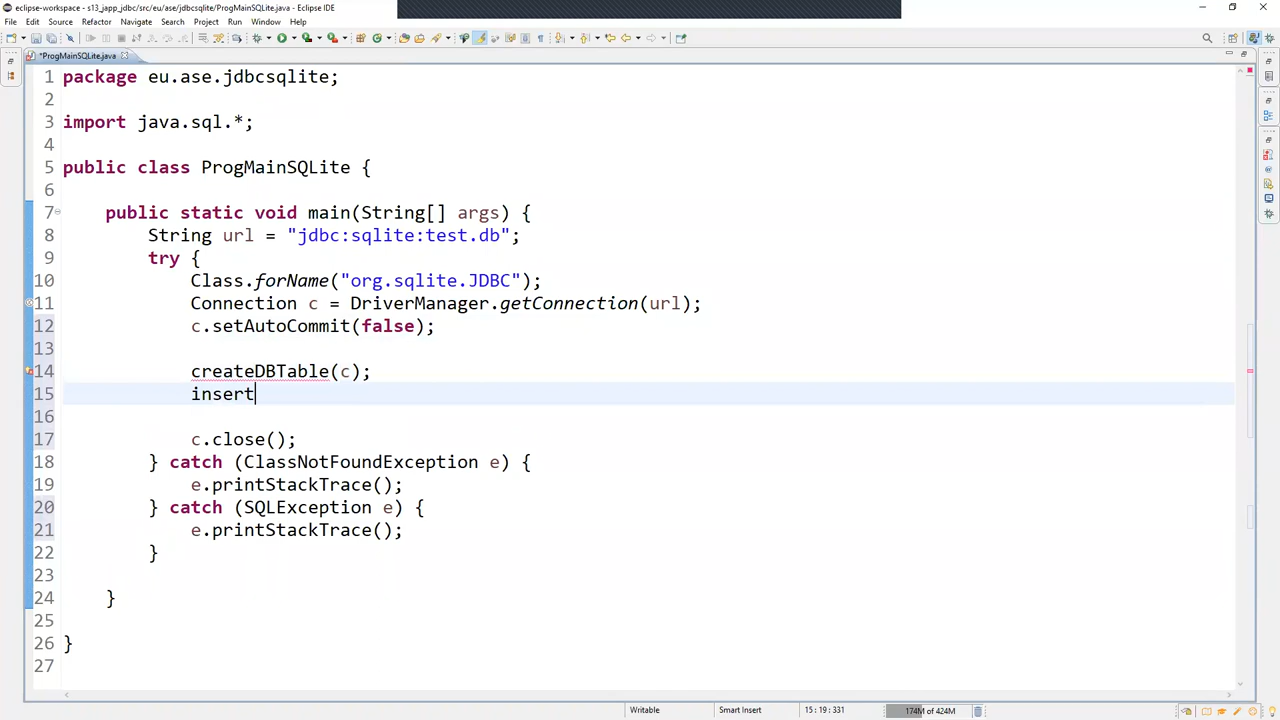 eclipse-workspace - s13_japp_jdbc/src/eu/ase/jdbcsqlite/ProgMainSQLite.java - Eclipse IDE
File Edit Source Refactor Navigate Search Project Run Window Help
*ProgMainSQLite.java
1 package eu.ase.jdbcsqlite;
2
3 import java.sql.*;
4
5 public class ProgMainSQLite {
6
7 public static void main(String[] args) {
8 String url = "jdbc:sqlite:test.db";
9 try {
10 Class.forName("org.sqlite.JDBC");
11 Connection c = DriverManager.getConnection(url);
12 c.setAutoCommit(false);
13
14 createDBTable(c);
15 insert
16
17 c.close();
18 } catch (ClassNotFoundException e) {
19 e.printStackTrace();
20 } catch (SQLException e) {
21 e.printStackTrace();
22 }
23
24 }
25
26 }
27
Writable Smart Insert 15 : 19 : 331 174M of 424M